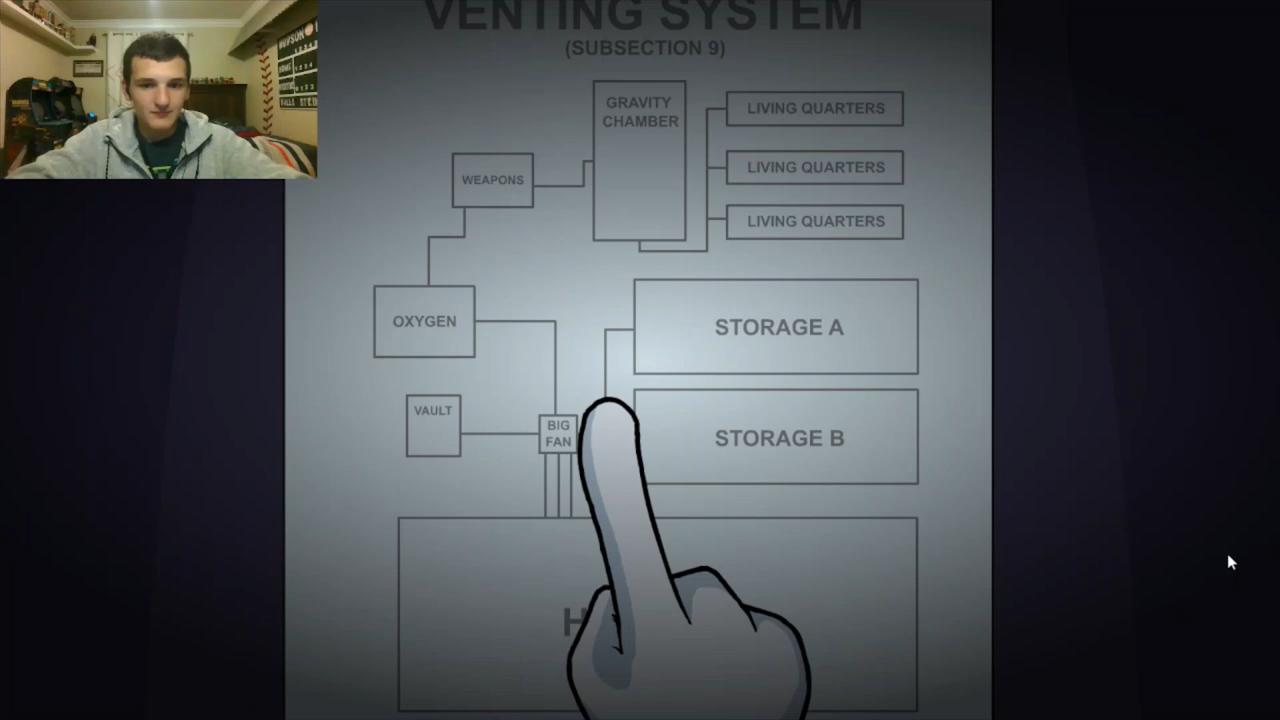 VENTING SYSTEM
(SUBSECTION 9)
GRAVITY
CHAMBER
LIVING QUARTERS
LIVING QUARTERS
LIVING QUARTERS
WEAPONS
OXYGEN
STORAGE A
VAULT
BIG
FAN
STORAGE B